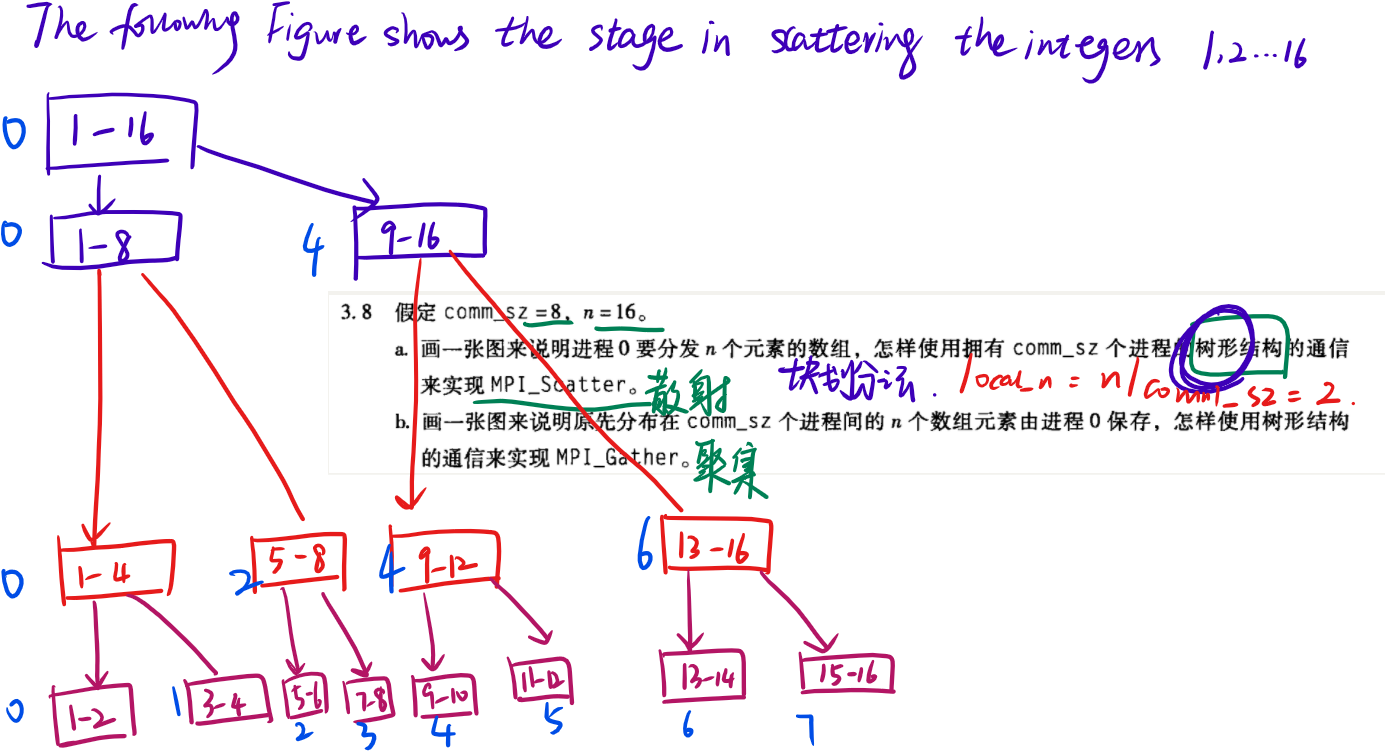 The following Figure shows the stage in scattering the integers 1,2...16
0 1-16
0 1-8
4 9-16
3.8 假定 comm_sz=8, n=16。
a. 画一张图来说明进程0要分发n个元素的数组，怎样使用拥有 comm_sz 个进程的树形结构的通信
来实现 MPI_Scatter。散射 块划分法. local_n = n/comm_sz = 2.
b. 画一张图来说明原先分布在 comm_sz 个进程间的n个数组元素由进程0保存，怎样使用树形结构
的通信来实现 MPI_Gather。聚集
0 1-4 2 5-8 4 9-12 6 13-16
0 1-2 1 3-4 5-6 7-8 9-10 11-12 13-14 15-16
2 3 4 5 6 7